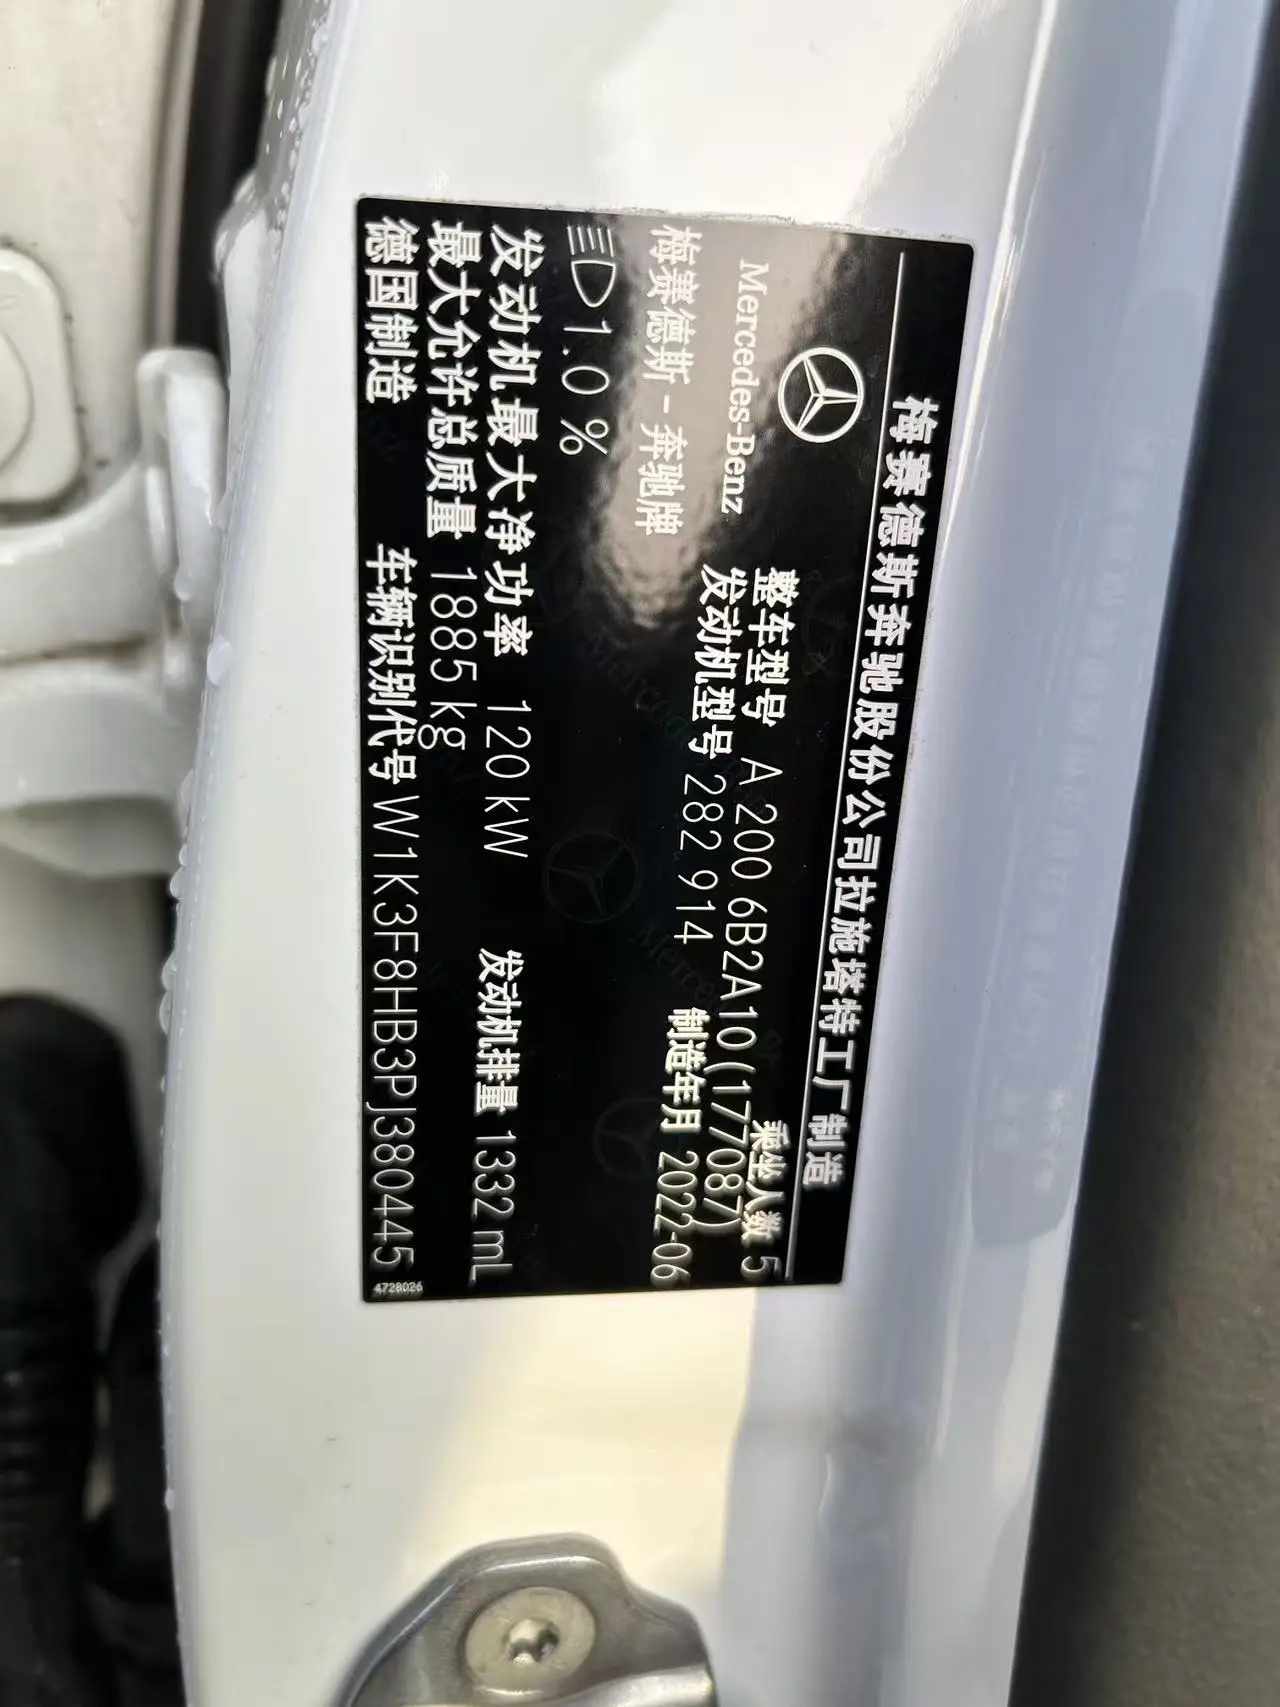 梅赛德斯奔驰股份公司拉施塔特工厂制造
Mercedes-Benz
梅赛德斯-奔驰牌
乘坐人数 5
整车型号 A 200 6B2A10(177087)
发动机型号 282 914 制造年月 2022-06
1.0 %
发动机最大净功率 120 kW 发动机排量 1332 mL
最大允许总质量 1885 kg
德国制造 车辆识别代号 W1K3F8HB3PJ380445
4728026